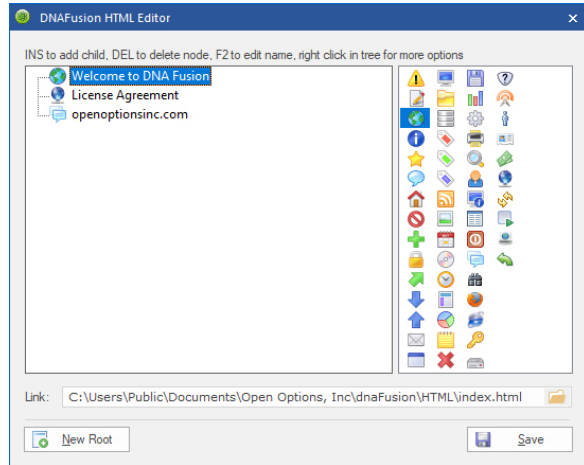 DNAFusion HTML Editor
INS to add child, DEL to delete node, F2 to edit name, right click in tree for more options
Welcome to DNA Fusion
License Agreement
openoptionsinc.com
Link: C:\Users\Public\Documents\Open Options, Inc\dnaFusion\HTML\index.html
New Root
Save